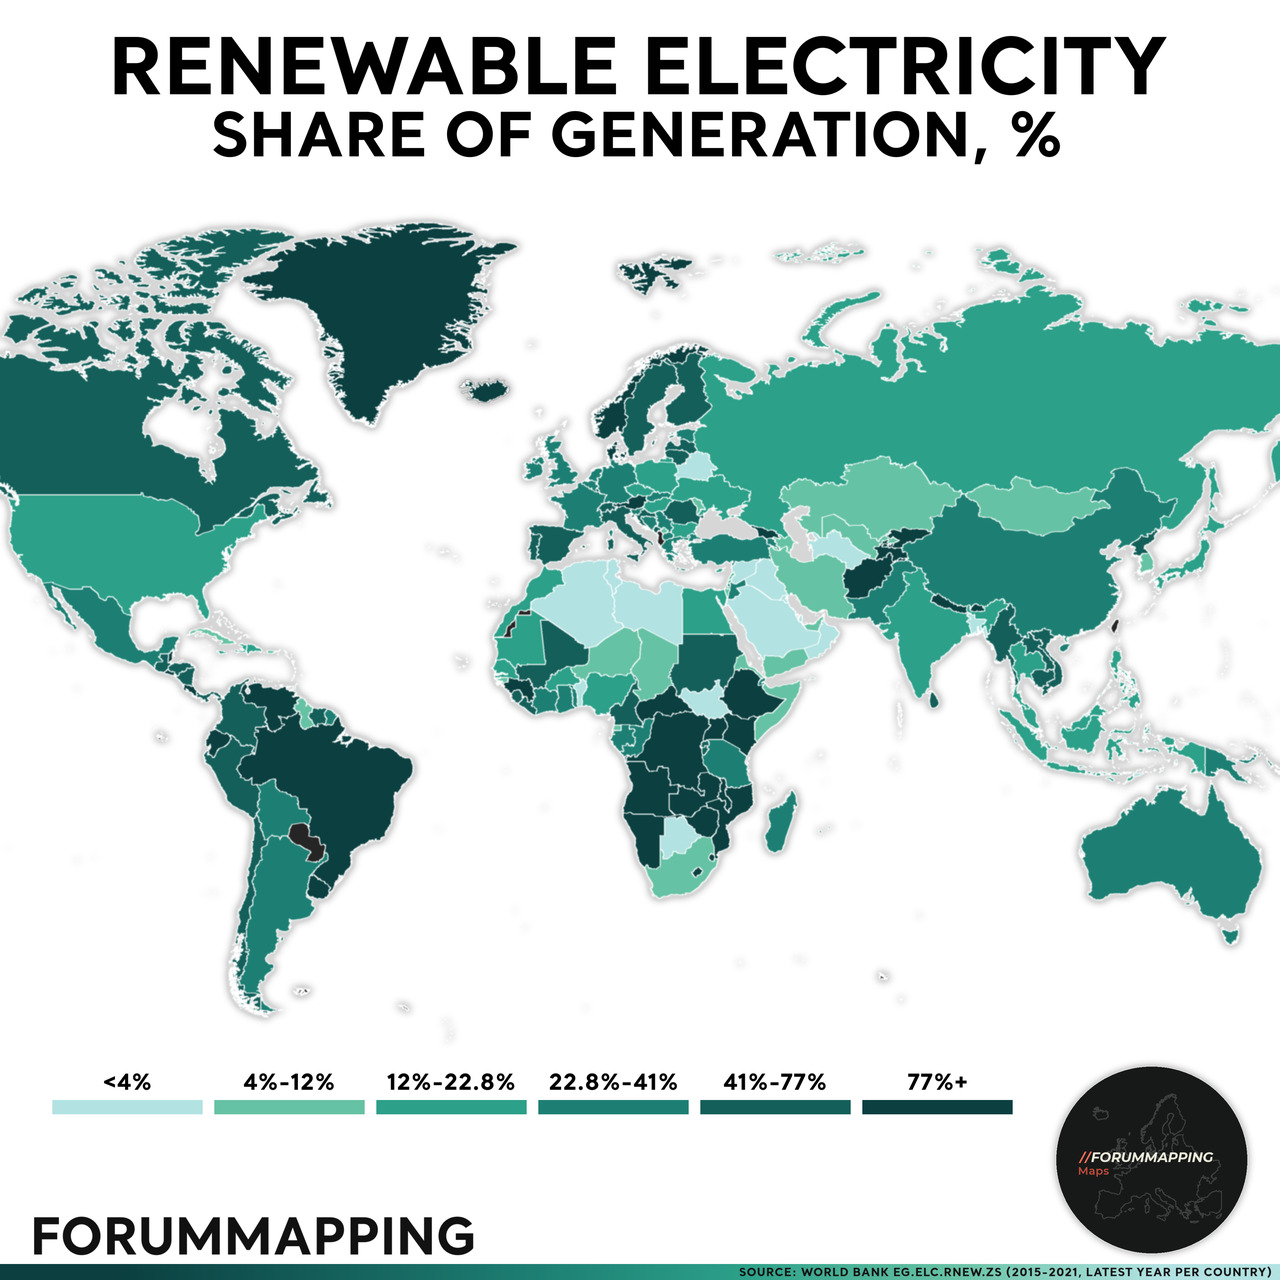 RENEWABLE ELECTRICITY
SHARE OF GENERATION, %
<4% 4%-12% 12%-22.8% 22.8%-41% 41%-77% 77%+
//FORUMMAPPING
Maps
FORUMMAPPING
SOURCE: WORLD BANK EG.ELC.RNEW.ZS (2015-2021, LATEST YEAR PER COUNTRY)